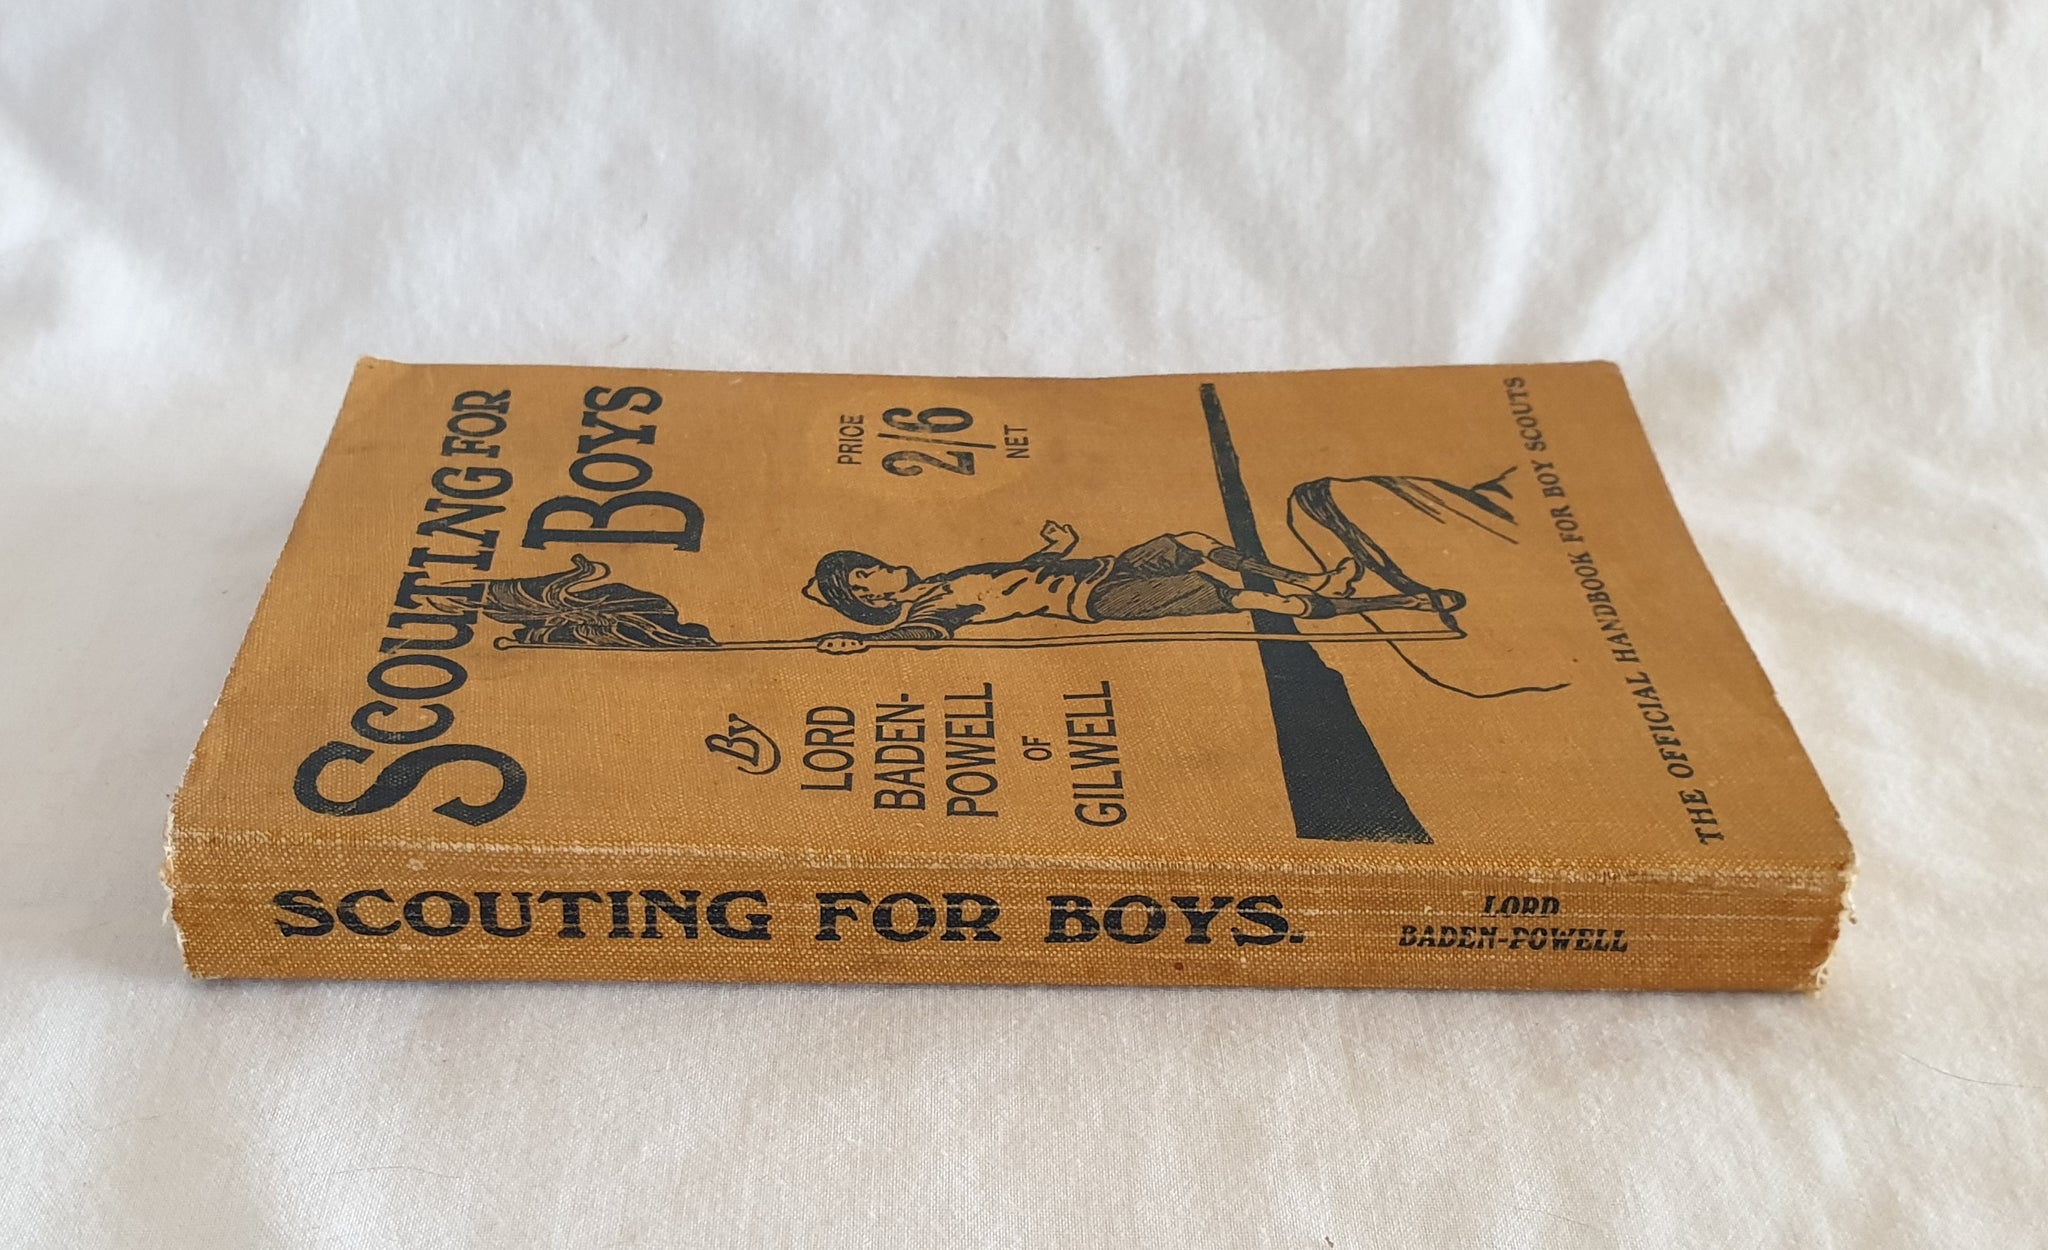 SCOUTING FOR
BOYS
PRICE
2/6
NET
By
LORD
BADEN-
POWELL
OF
GILWELL
THE OFFICIAL HANDBOOK FOR BOY SCOUTS
SCOUTING FOR BOYS.
LORD
BADEN-POWELL